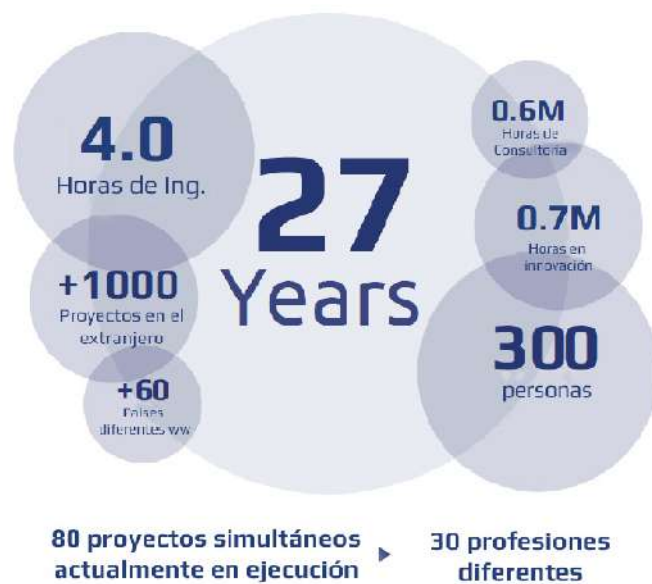 4.0
Horas de Ing.
+1000
Proyectos en el
extranjero
+60
Países
diferentes ww
27
Years
0.6M
Horas de
Consultoría
0.7M
Horas en
innovación
300
personas
80 proyectos simultáneos
actualmente en ejecución
30 profesiones
diferentes